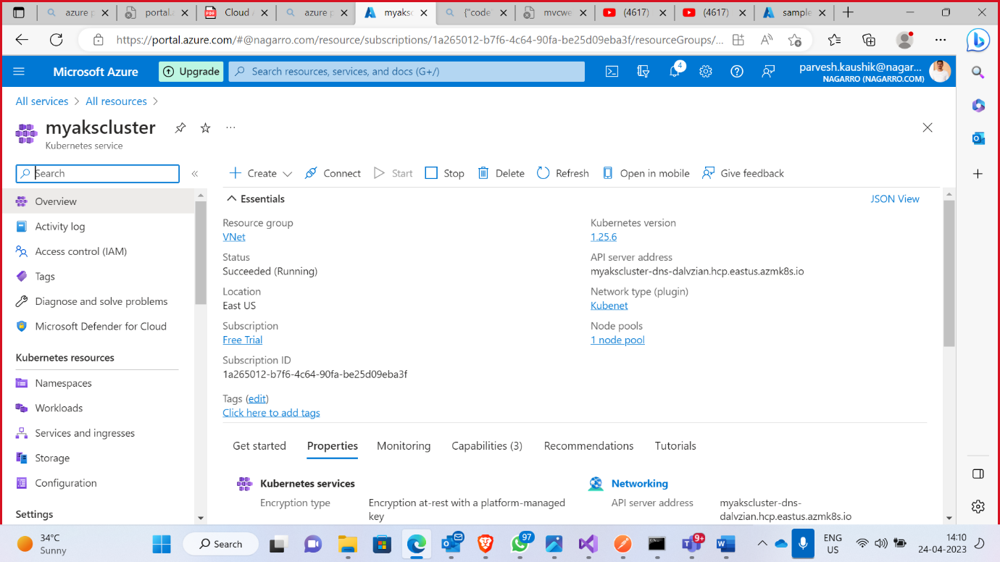 azure p
portal.a
Cloud A
azure p
myaksc
{"code"
mvcwe
(4617)
(4617)
sample
https://portal.azure.com/#@nagarro.com/resource/subscriptions/1a265012-b7f6-4c64-90fa-be25d09eba3f/resourceGroups/...
Microsoft Azure
Upgrade
Search resources, services, and docs (G+/)
4
parvesh.kaushik@nagar...
NAGARRO (NAGARRO.COM)
All services > All resources >
myakscluster
Kubernetes service
Search
Create
Connect
Start
Stop
Delete
Refresh
Open in mobile
Give feedback
Overview
Activity log
Access control (IAM)
Tags
Diagnose and solve problems
Microsoft Defender for Cloud
Kubernetes resources
Namespaces
Workloads
Services and ingresses
Storage
Configuration
Settings
Essentials
JSON View
Resource group
VNet
Status
Succeeded (Running)
Location
East US
Subscription
Free Trial
Subscription ID
1a265012-b7f6-4c64-90fa-be25d09eba3f
Tags (edit)
Click here to add tags
Kubernetes version
1.25.6
API server address
myakscluster-dns-dalvzian.hcp.eastus.azmk8s.io
Network type (plugin)
Kubenet
Node pools
1 node pool
Get started
Properties
Monitoring
Capabilities (3)
Recommendations
Tutorials
Kubernetes services
Encryption type
Encryption at-rest with a platform-managed
key
Networking
API server address
myakscluster-dns-
dalvzian.hcp.eastus.azmk8s.io
34°C
Sunny
Search
97
9+
ENG
US
14:10
24-04-2023